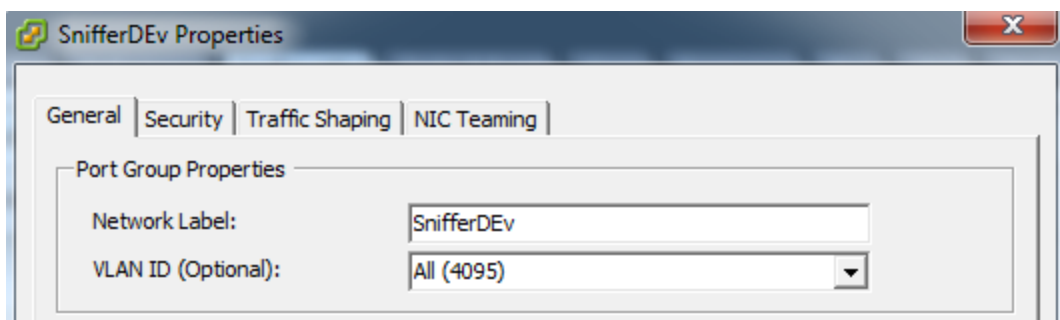 SnifferDEv Properties
General Security Traffic Shaping NIC Teaming
Port Group Properties
Network Label: SnifferDEv
VLAN ID (Optional): All (4095)